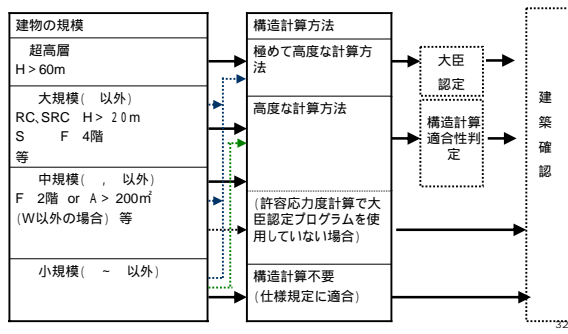 建物の規模
超高層
H>60m
大規模( 以外)
RC、SRC H>20m
S F 4階
等
中規模( , 以外)
F 2階 or A>200㎡
(W以外の場合) 等
小規模( ~ 以外)
構造計算方法
極めて高度な計算方
法
高度な計算方法
(許容応力度計算で大
臣認定プログラムを使
用していない場合)
構造計算不要
(仕様規定に適合)
大臣
認定
構造計算
適合性判
定
建
築
確
認
32